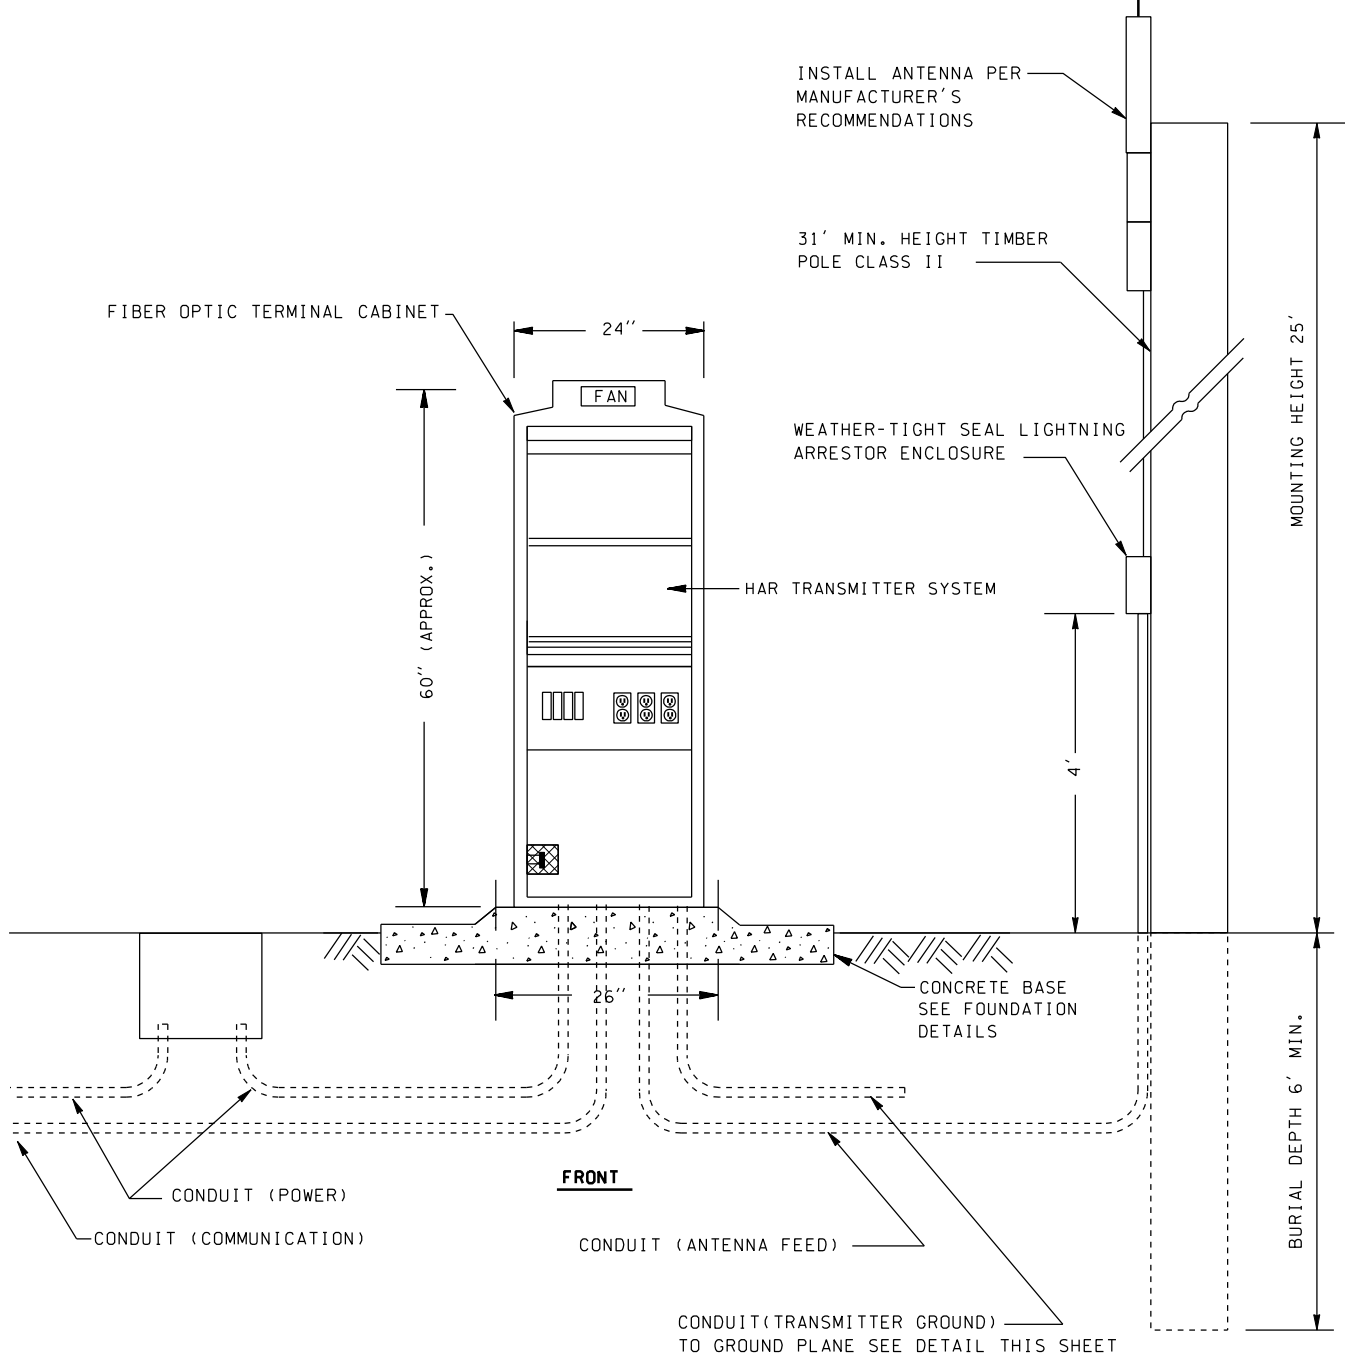 INSTALL ANTENNA PER
MANUFACTURER'S
RECOMMENDATIONS
31' MIN. HEIGHT TIMBER
POLE CLASS II
FIBER OPTIC TERMINAL CABINET
24''
FAN
MOUNTING HEIGHT 25'
WEATHER-TIGHT SEAL LIGHTNING
ARRESTOR ENCLOSURE
60'' (APPROX.)
HAR TRANSMITTER SYSTEM
4'
26''
CONCRETE BASE
SEE FOUNDATION
DETAILS
BURIAL DEPTH 6' MIN.
FRONT
CONDUIT (POWER)
CONDUIT (COMMUNICATION)
CONDUIT (ANTENNA FEED)
CONDUIT(TRANSMITTER GROUND)
TO GROUND PLANE SEE DETAIL THIS SHEET